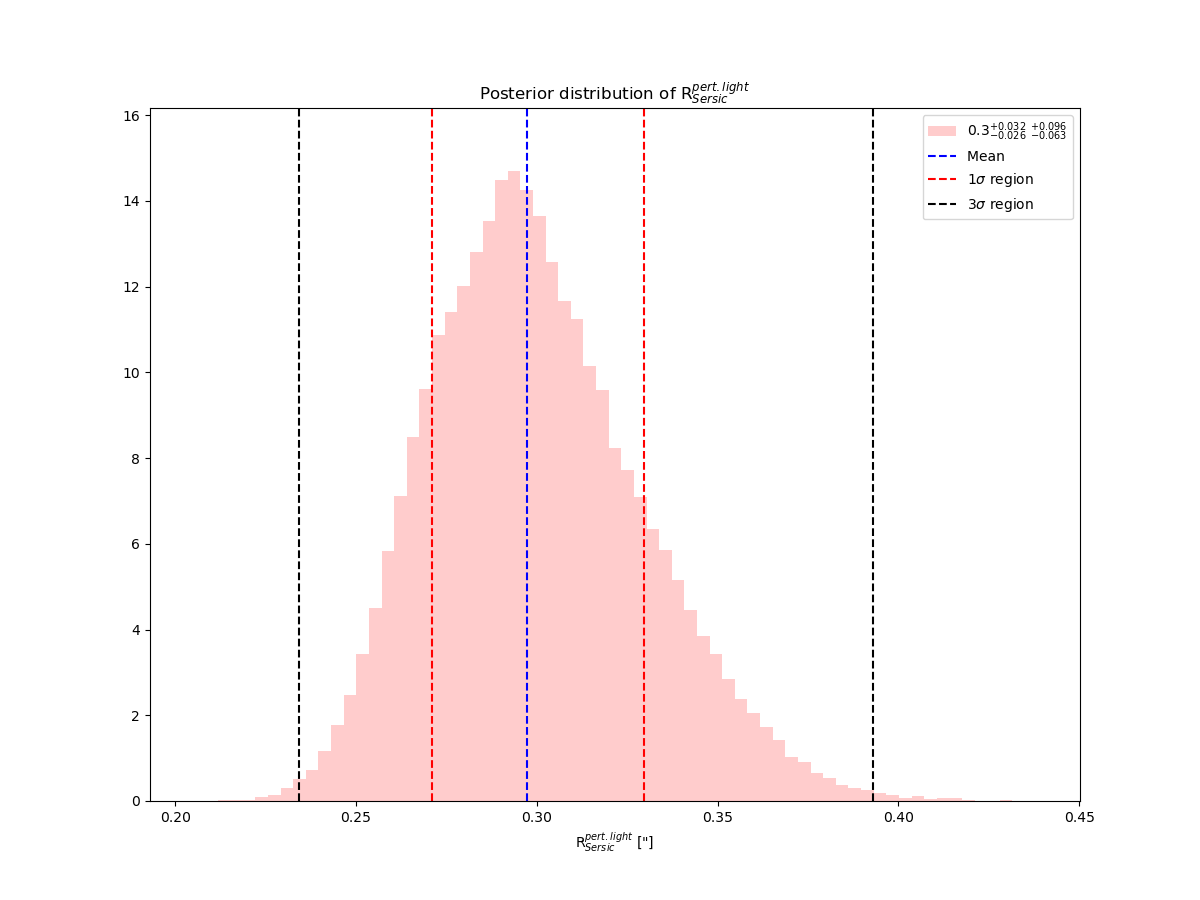 Posterior distribution of R^{pert. light}_{Sersic}
0.3^{+0.032}_{−0.026} ^{+0.096}_{−0.063}
Mean
1σ region
3σ region
16
14
12
10
8
6
4
2
0
0.20 0.25 0.30 0.35 0.40 0.45
R^{pert. light}_{Sersic} ["]